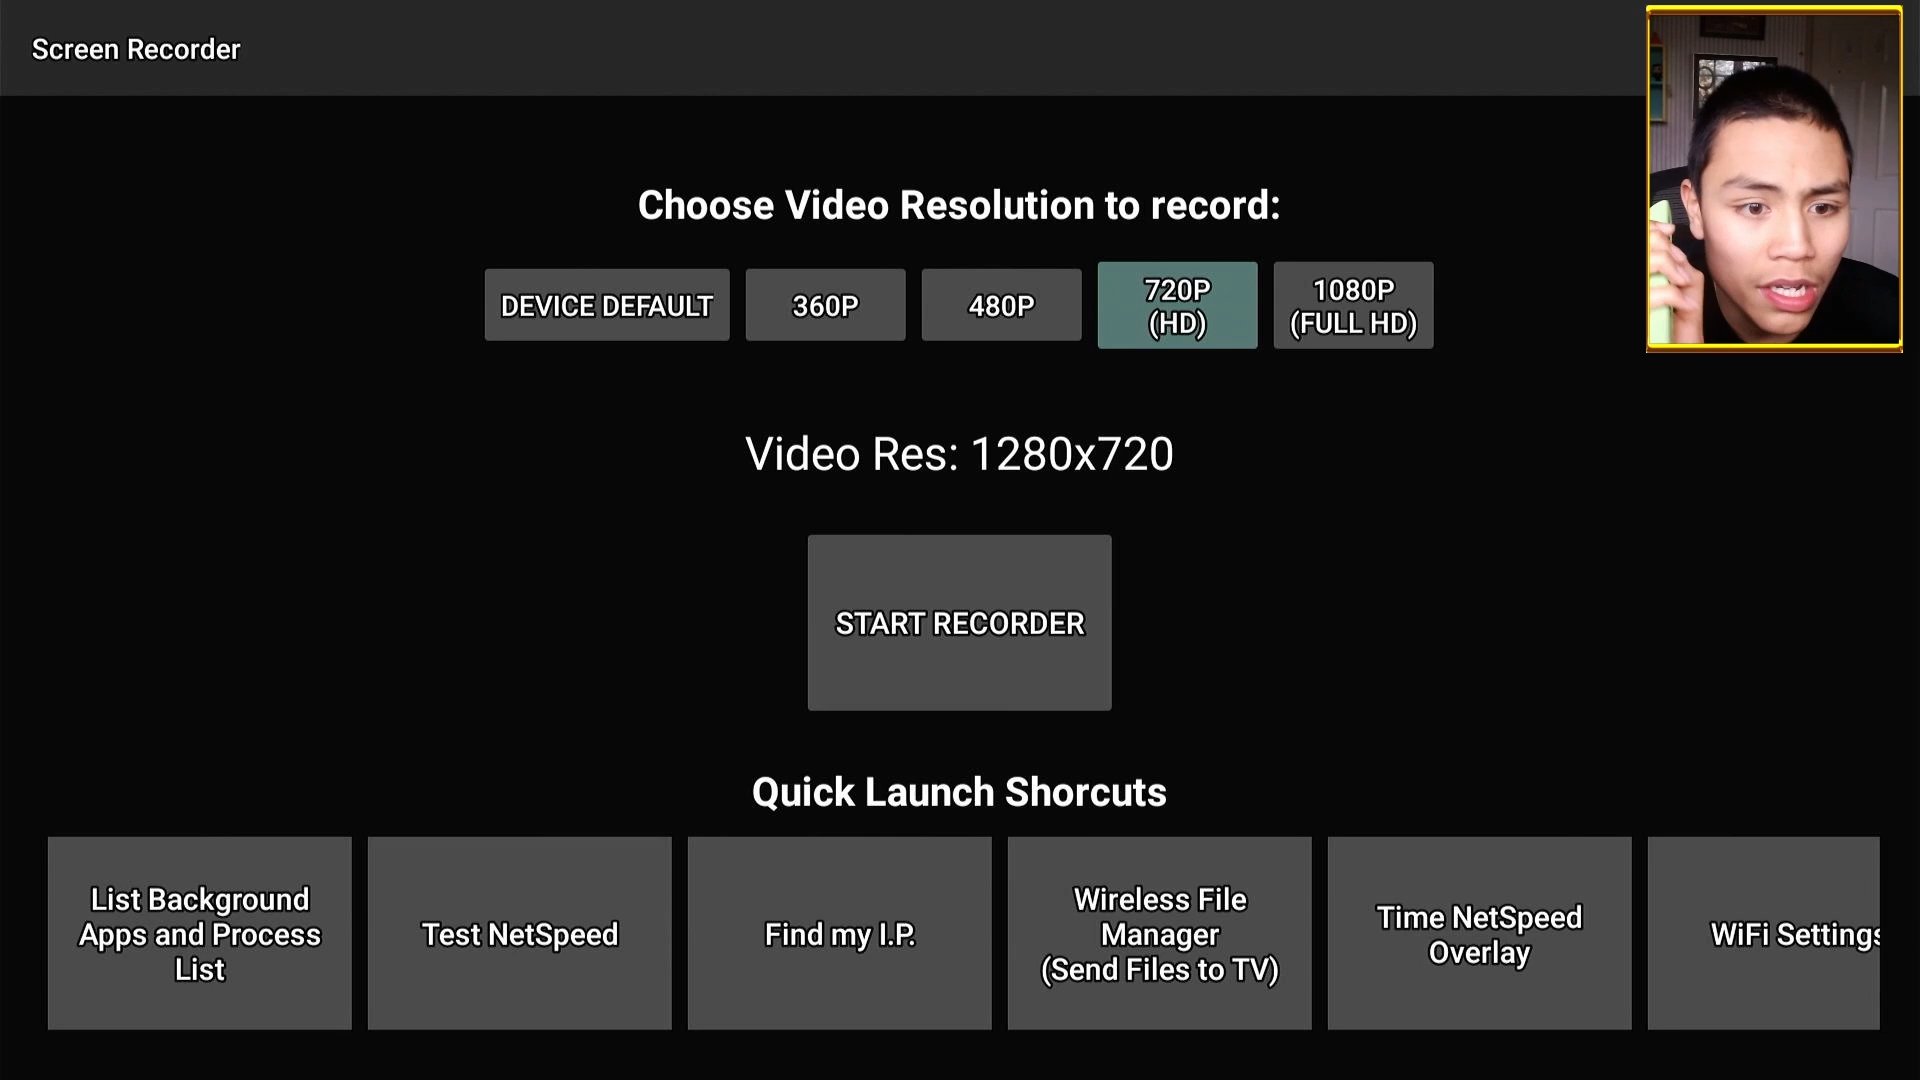 Screen Recorder
Choose Video Resolution to record:
DEVICE DEFAULT
360P
480P
720P
(HD)
1080P
(FULL HD)
Video Res: 1280x720
START RECORDER
Quick Launch Shorcuts
List Background
Apps and Process
List
Test NetSpeed
Find my I.P.
Wireless File
Manager
(Send Files to TV)
Time NetSpeed
Overlay
WiFi Settings